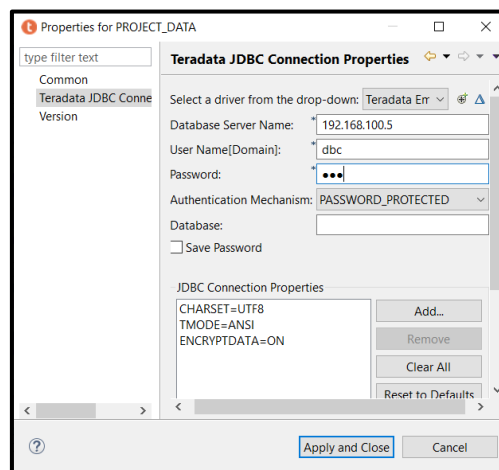 Properties for PROJECT_DATA
type filter text
Common
Teradata JDBC Conne
Version
Teradata JDBC Connection Properties
Select a driver from the drop-down: Teradata Em
Database Server Name: * 192.168.100.5
User Name[Domain]: * dbc
Password: * •••
Authentication Mechanism: PASSWORD_PROTECTED
Database:
Save Password
JDBC Connection Properties
CHARSET=UTF8
TMODE=ANSI
ENCRYPTDATA=ON
Add...
Remove
Clear All
Reset to Defaults
Apply and Close
Cancel